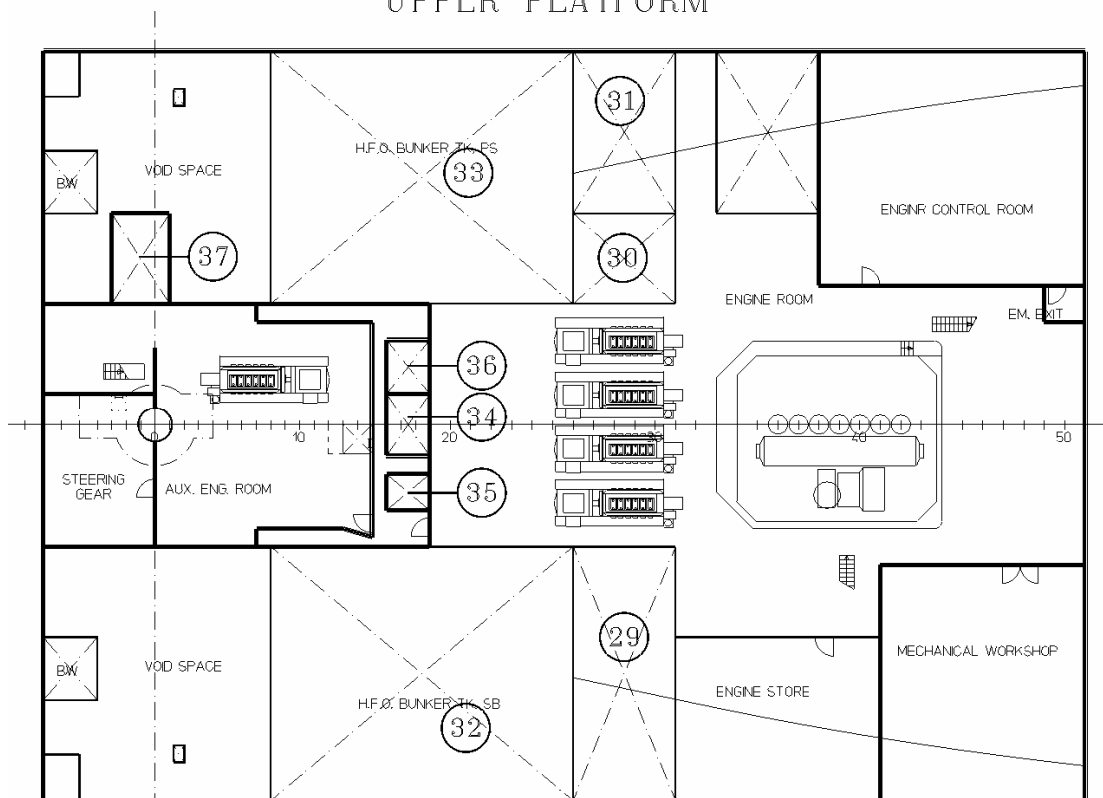 UPPER PLATFORM
31
H.F.O. BUNKER TK, PS
33
VOID SPACE
BW
ENGINR CONTROL ROOM
37
30
ENGINE ROOM
EM. EXIT
36
34
10
20
30
40
50
STEERING
GEAR
AUX. ENG. ROOM
35
29
BW
VOID SPACE
MECHANICAL WORKSHOP
ENGINE STORE
H.F.O. BUNKER TK, SB
32